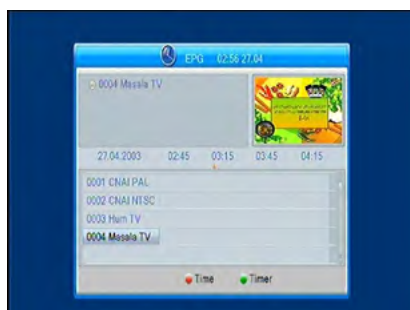 EPG 02:56 27.04
0004 Masala TV
27.04.2003 02:45 03:15 03:45 04:15
0001 CNAI PAL
0002 CNAI NTSC
0003 Hum TV
0004 Masala TV
Time Timer